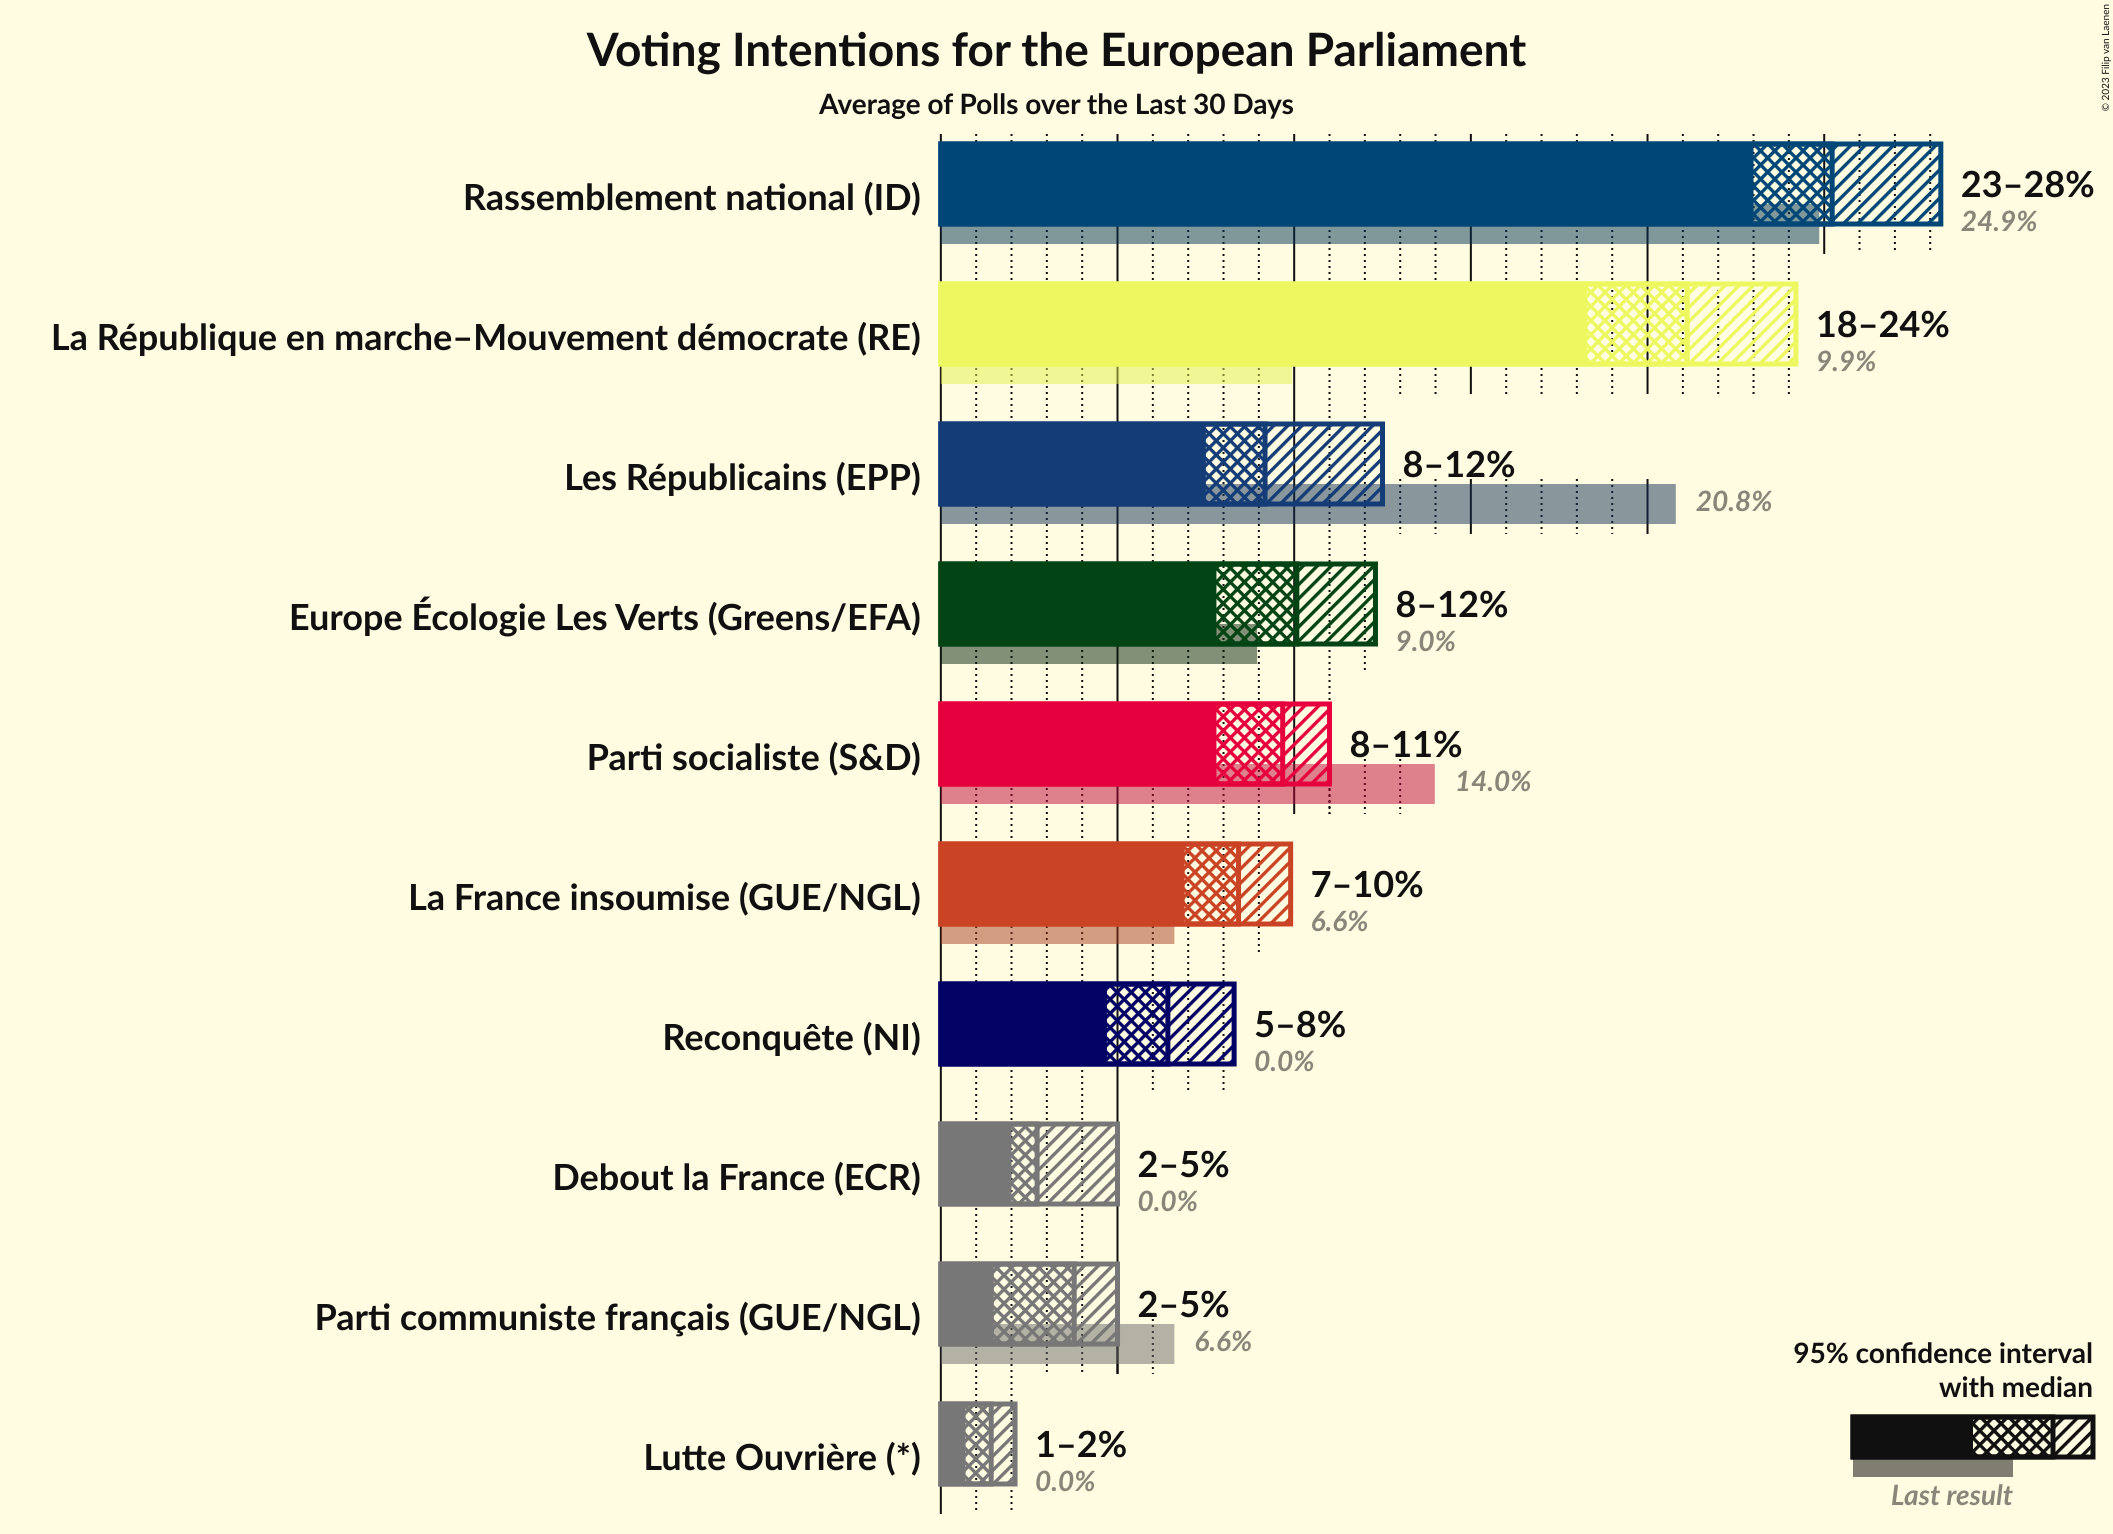 Voting Intentions for the European Parliament
Average of Polls over the Last 30 Days
© 2023 Filip van Laenen
Rassemblement national (ID)
23–28%
24.9%
La République en marche–Mouvement démocrate (RE)
18–24%
9.9%
Les Républicains (EPP)
8–12%
20.8%
Europe Écologie Les Verts (Greens/EFA)
8–12%
9.0%
Parti socialiste (S&D)
8–11%
14.0%
La France insoumise (GUE/NGL)
7–10%
6.6%
Reconquête (NI)
5–8%
0.0%
Debout la France (ECR)
2–5%
0.0%
Parti communiste français (GUE/NGL)
2–5%
6.6%
Lutte Ouvrière (*)
1–2%
0.0%
95% confidence interval
with median
Last result